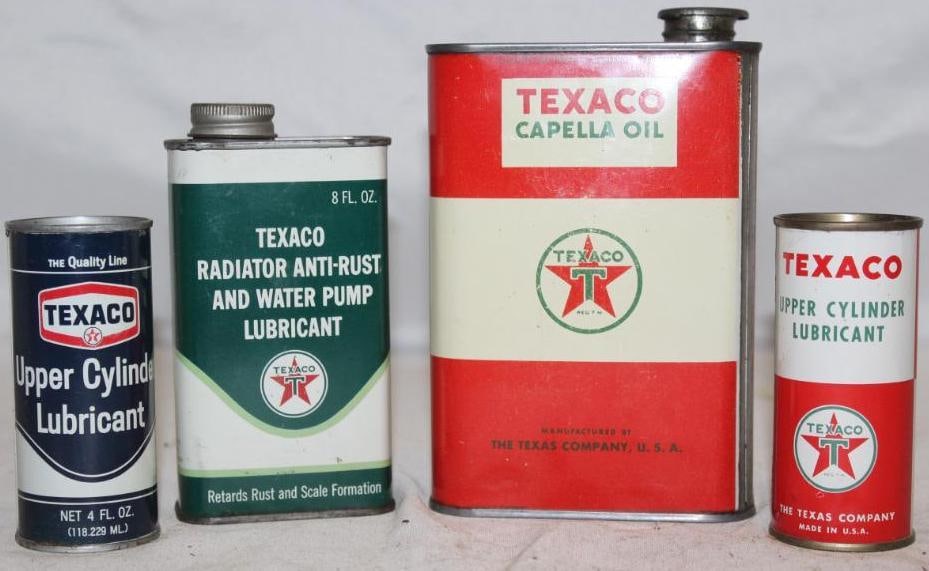 THE Quality Line
TEXACO
T
Upper Cylinde
Lubricant
NET 4 FL. OZ.
(118.229 ML.)
8 FL. OZ.
TEXACO
RADIATOR ANTI-RUST
AND WATER PUMP
LUBRICANT
TEXACO
T
Retards Rust and Scale Formation
TEXACO
CAPELLA OIL
TEXACO
T
REG. T M
MANUFACTURED BY
THE TEXAS COMPANY, U. S. A.
TEXACO
UPPER CYLINDER
LUBRICANT
TEXACO
T
THE TEXAS COMPANY
MADE IN U.S.A.